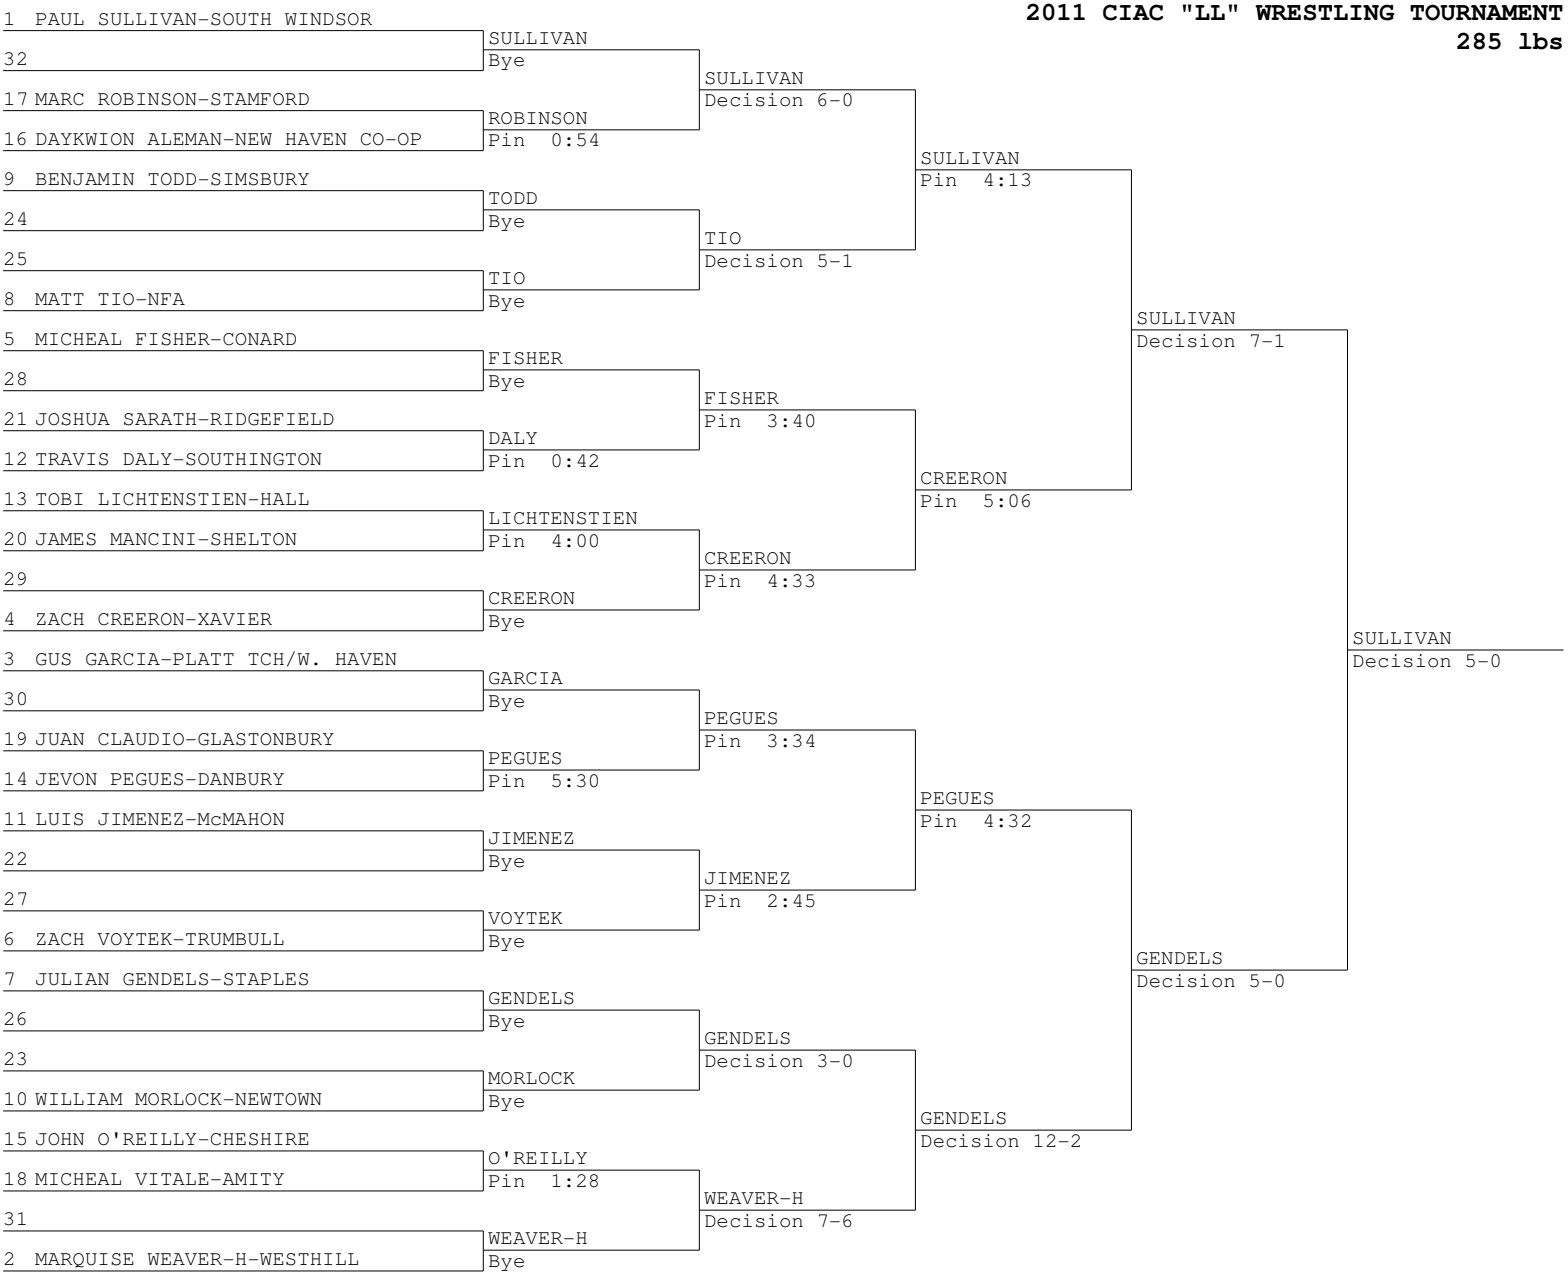 2011 CIAC "LL" WRESTLING TOURNAMENT
285 lbs
1 PAUL SULLIVAN-SOUTH WINDSOR
32
17 MARC ROBINSON-STAMFORD
16 DAYKWION ALEMAN-NEW HAVEN CO-OP
9 BENJAMIN TODD-SIMSBURY
24
25
8 MATT TIO-NFA
5 MICHEAL FISHER-CONARD
28
21 JOSHUA SARATH-RIDGEFIELD
12 TRAVIS DALY-SOUTHINGTON
13 TOBI LICHTENSTIEN-HALL
20 JAMES MANCINI-SHELTON
29
4 ZACH CREERON-XAVIER
3 GUS GARCIA-PLATT TCH/W. HAVEN
30
19 JUAN CLAUDIO-GLASTONBURY
14 JEVON PEGUES-DANBURY
11 LUIS JIMENEZ-McMAHON
22
27
6 ZACH VOYTEK-TRUMBULL
7 JULIAN GENDELS-STAPLES
26
23
10 WILLIAM MORLOCK-NEWTOWN
15 JOHN O'REILLY-CHESHIRE
18 MICHEAL VITALE-AMITY
31
2 MARQUISE WEAVER-H-WESTHILL
SULLIVAN
Bye
ROBINSON
Pin 0:54
TODD
Bye
TIO
Bye
FISHER
Bye
DALY
Pin 0:42
LICHTENSTIEN
Pin 4:00
CREERON
Bye
GARCIA
Bye
PEGUES
Pin 5:30
JIMENEZ
Bye
VOYTEK
Bye
GENDELS
Bye
MORLOCK
Bye
O'REILLY
Pin 1:28
WEAVER-H
Bye
SULLIVAN
Decision 6-0
TIO
Decision 5-1
FISHER
Pin 3:40
CREERON
Pin 4:33
PEGUES
Pin 3:34
JIMENEZ
Pin 2:45
GENDELS
Decision 3-0
WEAVER-H
Decision 7-6
SULLIVAN
Pin 4:13
CREERON
Pin 5:06
PEGUES
Pin 4:32
GENDELS
Decision 12-2
SULLIVAN
Decision 7-1
GENDELS
Decision 5-0
SULLIVAN
Decision 5-0